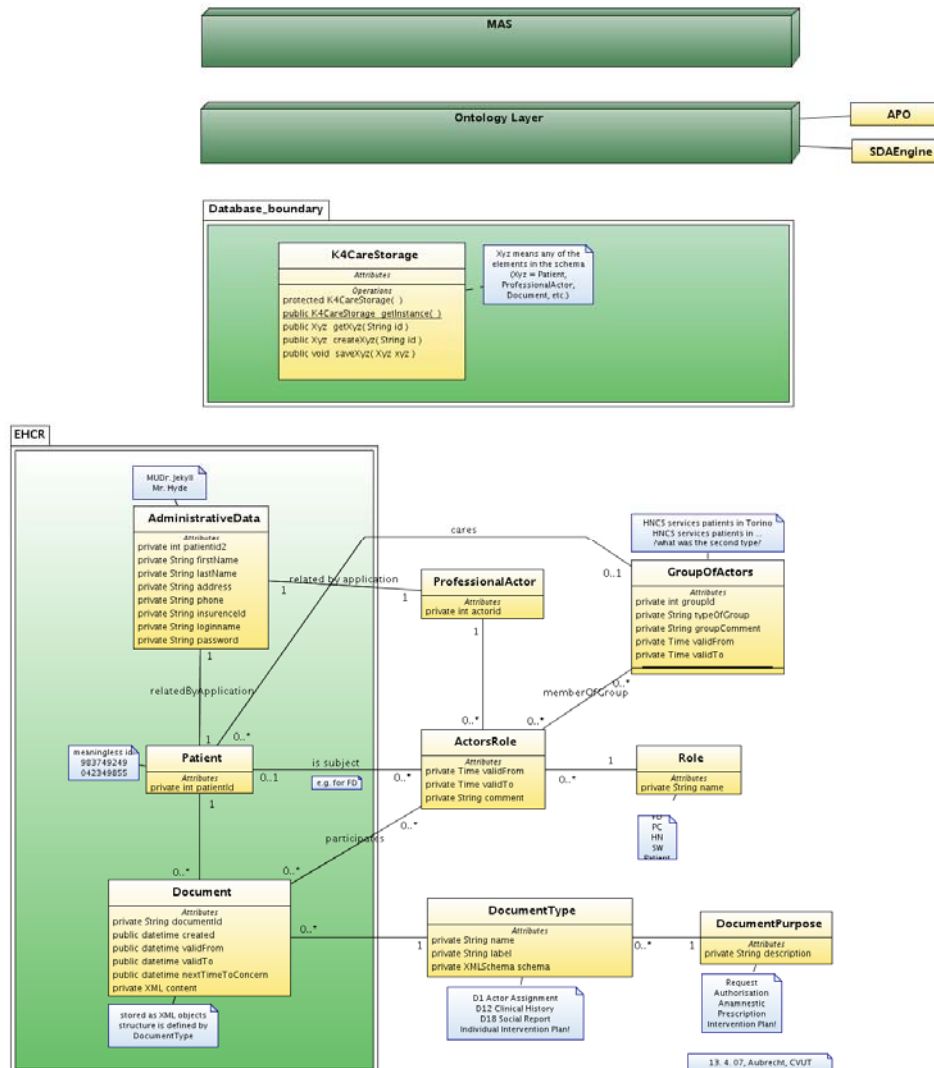 MAS
Ontology Layer
APO
SDAEngine
Database_boundary
K4CareStorage
Attributes
Operations
protected K4CareStorage( )
public K4CareStorage getInstance( )
public Xyz getXyz( String id )
public Xyz createXyz( String id )
public void saveXyz( Xyz xyz )
Xyz means any of the
elements in the schema
(Xyz = Patient,
ProfessionalActor,
Document, etc.)
EHCR
MUDr. Jekyll
Mr. Hyde
AdministrativeData
Attributes
private int patientid2
private String firstName
private String lastName
private String address
private String phone
private String insurenceId
private String loginname
private String password
cares
HNCS services patients in Torino
HNCS services patients in ..
/what was the second type/
0..1
GroupOfActors
Attributes
private int groupId
private String typeOfGroup
private String groupComment
private Time validFrom
private Time validTo
related by application
1
1
ProfessionalActor
Attributes
private int actorid
1
1
relatedByApplication
1
0..*
memberOfGroup
0..*
0..*
0..*
meaningless id
983749249
042349855
Patient
Attributes
private int patientId
1
0..1
is subject
e.g. for FD
0..*
ActorsRole
Attributes
private Time validFrom
private Time validTo
private String comment
0..*
1
Role
Attributes
private String name
PC
HN
SW
Patient
0..*
participates
0..*
0..*
Document
Attributes
private String documentId
public datetime created
public datetime validFrom
public datetime validTo
public datetime nextTimeToConcern
private XML content
0..*
1
DocumentType
Attributes
private String name
private String label
private XMLSchema schema
0..*
1
DocumentPurpose
Attributes
private String description
stored as XML objects
structure is defined by
DocumentType
D1 Actor Assignment
D12 Clinical History
D18 Social Report
Individual Intervention Plan!
Request
Authorisation
Anamnestic
Prescription
Intervention Plan!
13. 4. 07, Aubrecht, CVUT